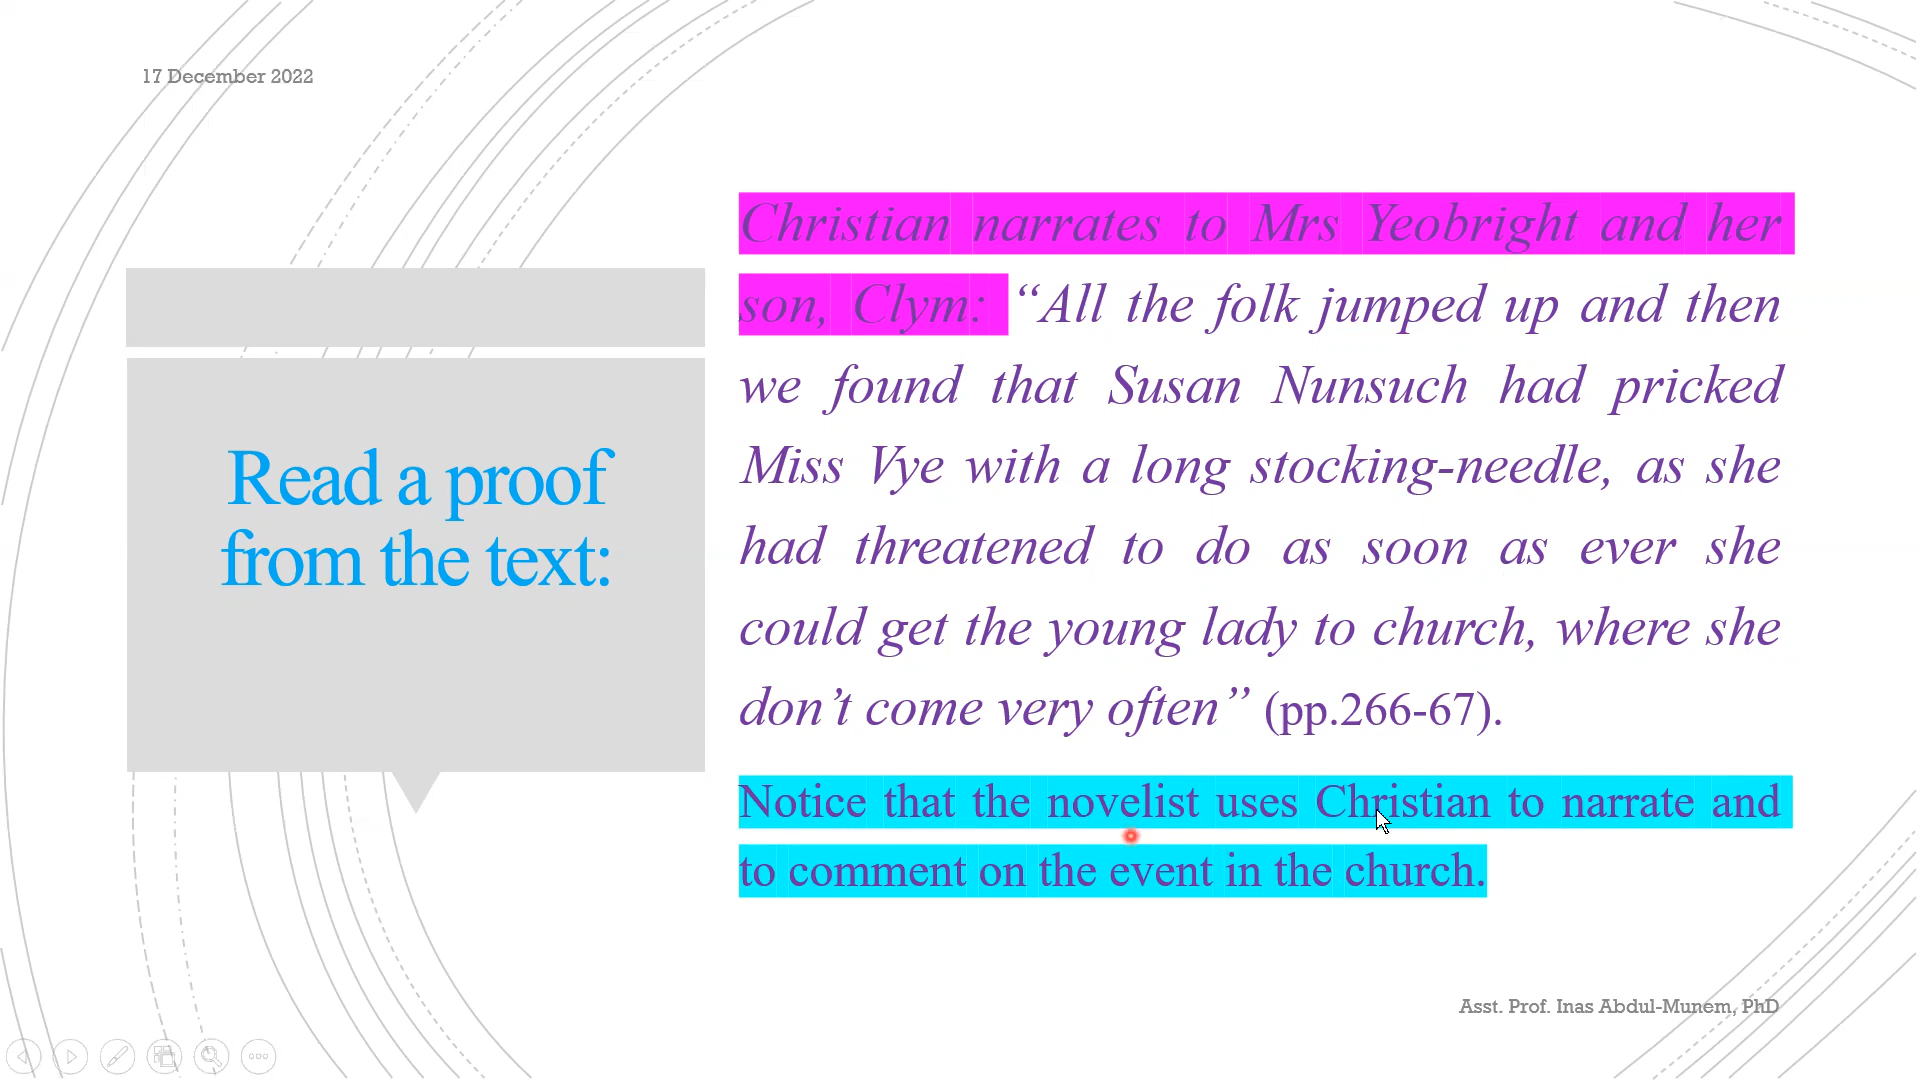 17 December 2022
Read a proof
from the text:
Christian narrates to Mrs Yeobright and her
son, Clym: “All the folk jumped up and then
we found that Susan Nunsuch had pricked
Miss Vye with a long stocking-needle, as she
had threatened to do as soon as ever she
could get the young lady to church, where she
don’t come very often” (pp.266-67).
Notice that the novelist uses Christian to narrate and
to comment on the event in the church.
Asst. Prof. Inas Abdul-Munem, PhD